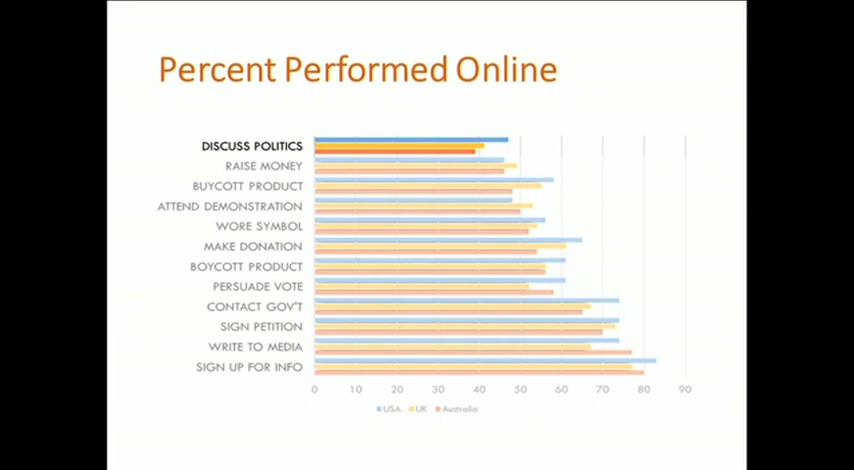 Percent Performed Online
DISCUSS POLITICS
RAISE MONEY
BUYCOTT PRODUCT
ATTEND DEMONSTRATION
WORE SYMBOL
MAKE DONATION
BOYCOTT PRODUCT
PERSUADE VOTE
CONTACT GOV'T
SIGN PETITION
WRITE TO MEDIA
SIGN UP FOR INFO
0 10 20 30 40 50 60 70 80 90
USA UK Australia